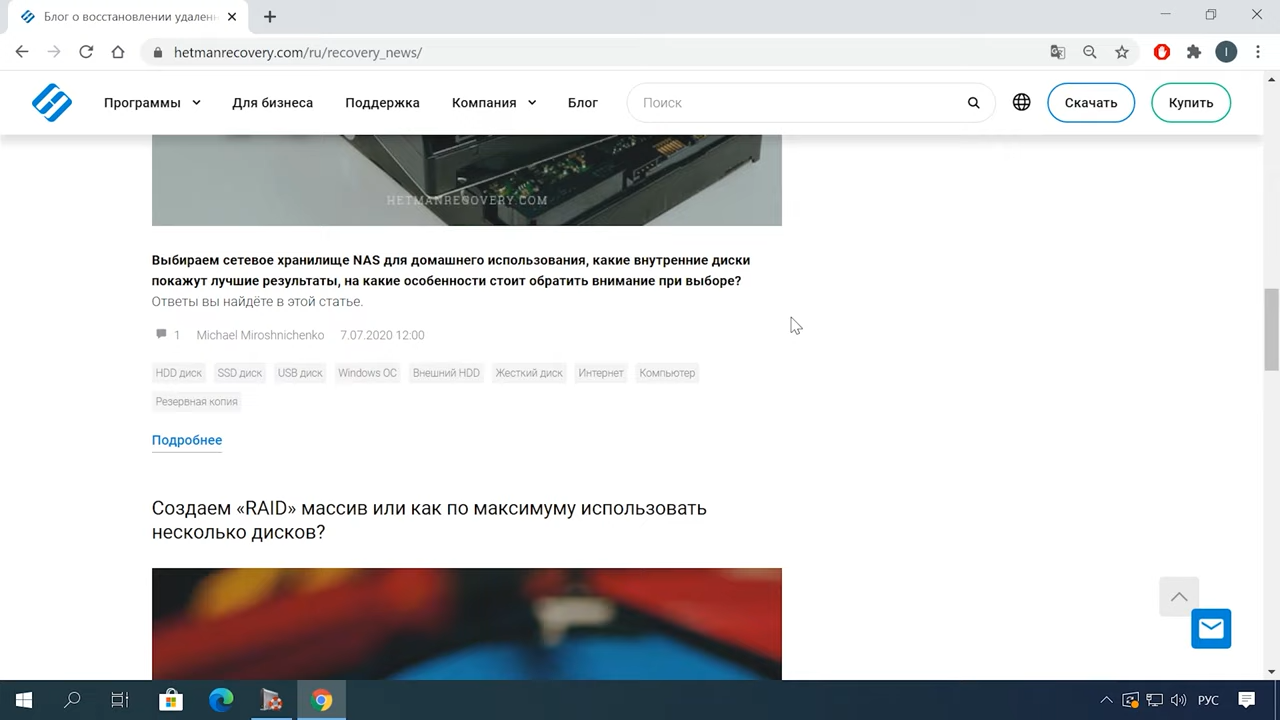 Блог о восстановлении удален
hetmanrecovery.com/ru/recovery_news/
I
Программы
Для бизнеса
Поддержка
Компания
Блог
Поиск
Скачать
Купить
HETMANRECOVERY.COM
Выбираем сетевое хранилище NAS для домашнего использования, какие внутренние диски
покажут лучшие результаты, на какие особенности стоит обратить внимание при выборе?
Ответы вы найдёте в этой статье.
1 Michael Miroshnichenko 7.07.2020 12:00
HDD диск SSD диск USB диск Windows ОС Внешний HDD Жесткий диск Интернет Компьютер
Резервная копия
Подробнее
Создаем «RAID» массив или как по максимуму использовать
несколько дисков?
РУС